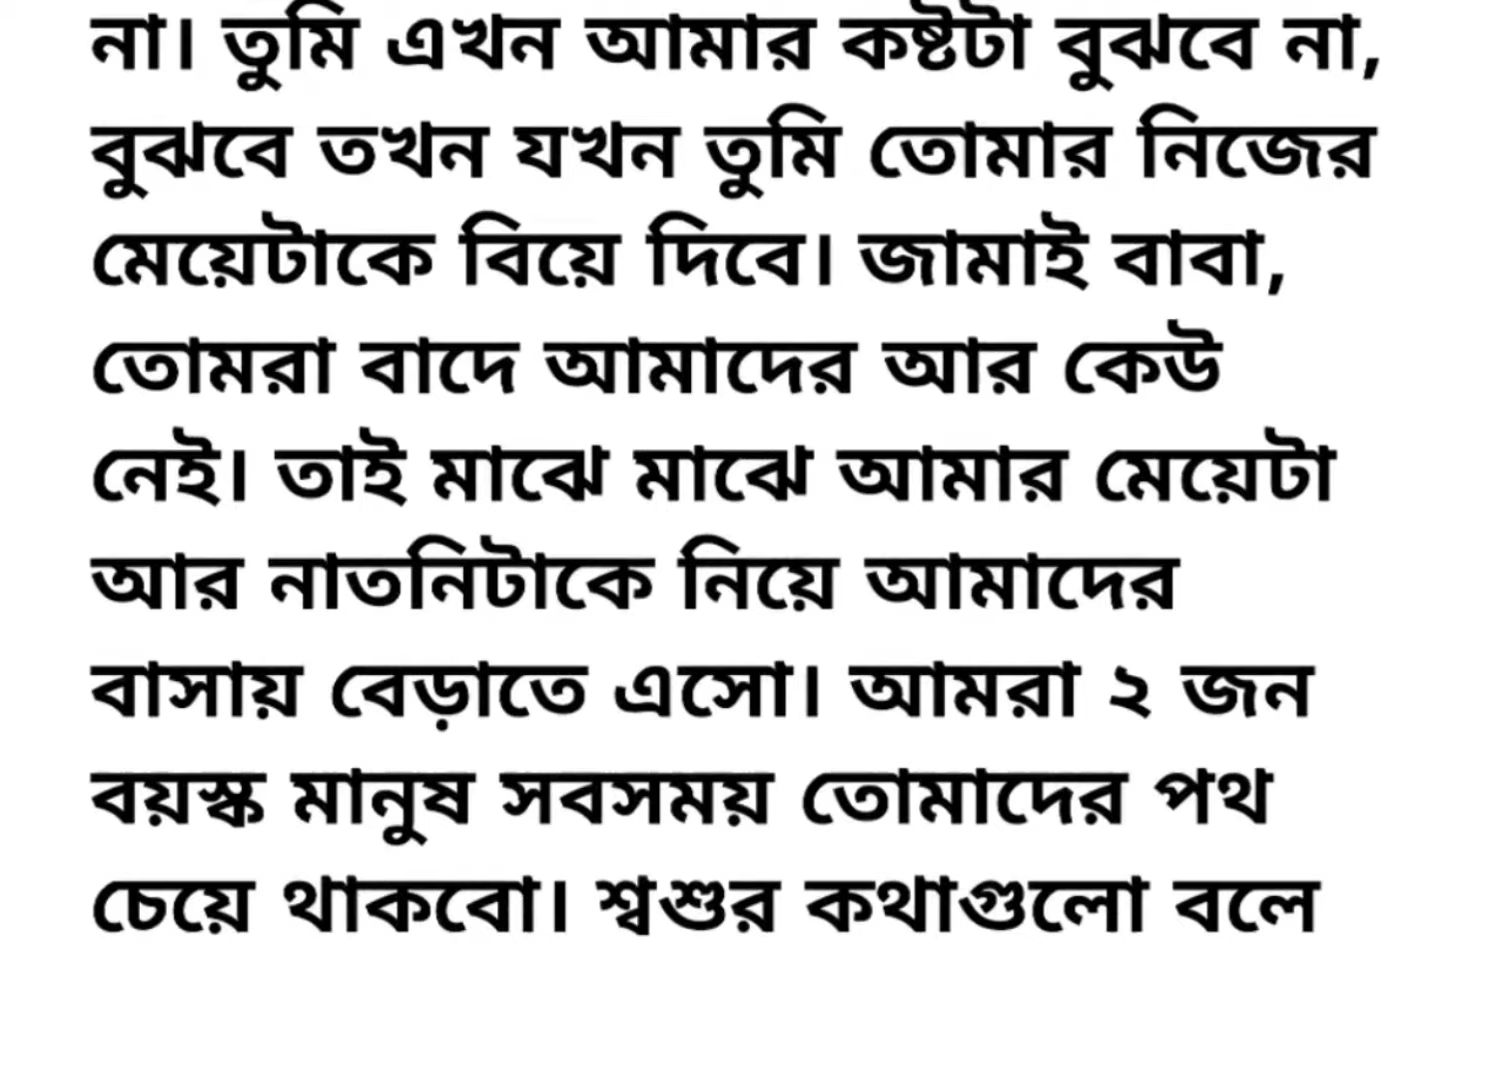 না। তুমি এখন আমার কষ্টটা বুঝবে না,
বুঝবে তখন যখন তুমি তোমার নিজের
মেয়েটাকে বিয়ে দিবে। জামাই বাবা,
তোমরা বাদে আমাদের আর কেউ
নেই। তাই মাঝে মাঝে আমার মেয়েটা
আর নাতনিটাকে নিয়ে আমাদের
বাসায় বেড়াতে এসো। আমরা ২ জন
বয়স্ক মানুষ সবসময় তোমাদের পথ
চেয়ে থাকবো। শ্বশুর কথাগুলো বলে